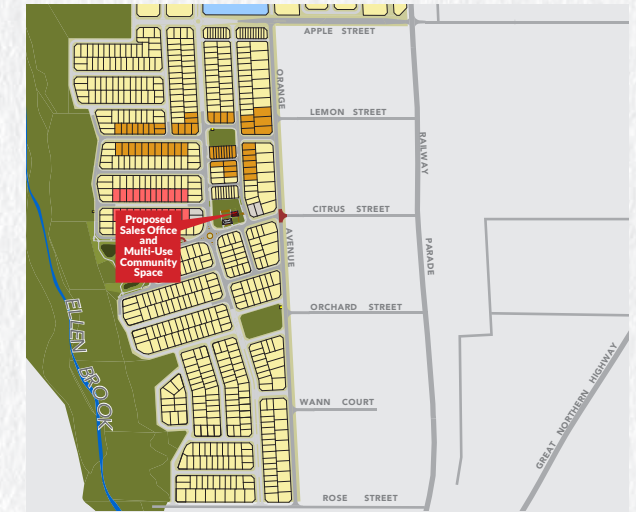 APPLE STREET
ORANGE
LEMON STREET
RAILWAY
CITRUS STREET
Proposed
Sales Office
and
Multi-Use
Community
Space
AVENUE
PARADE
ELLEN BROOK
ORCHARD STREET
GREAT NORTHERN HIGHWAY
WANN COURT
ROSE STREET